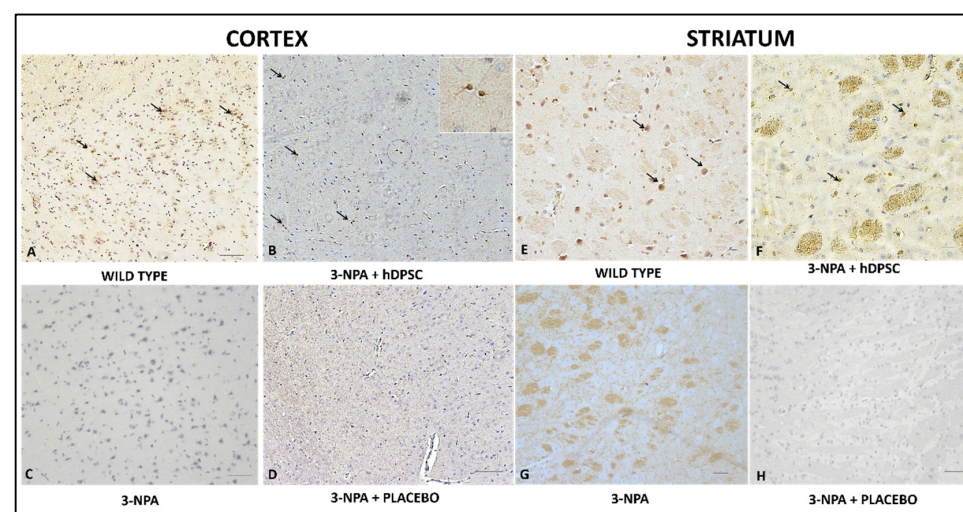 CORTEX STRIATUM
A B E F
WILD TYPE 3-NPA + hDPSC WILD TYPE 3-NPA + hDPSC
C D G H
3-NPA 3-NPA + PLACEBO 3-NPA 3-NPA + PLACEBO